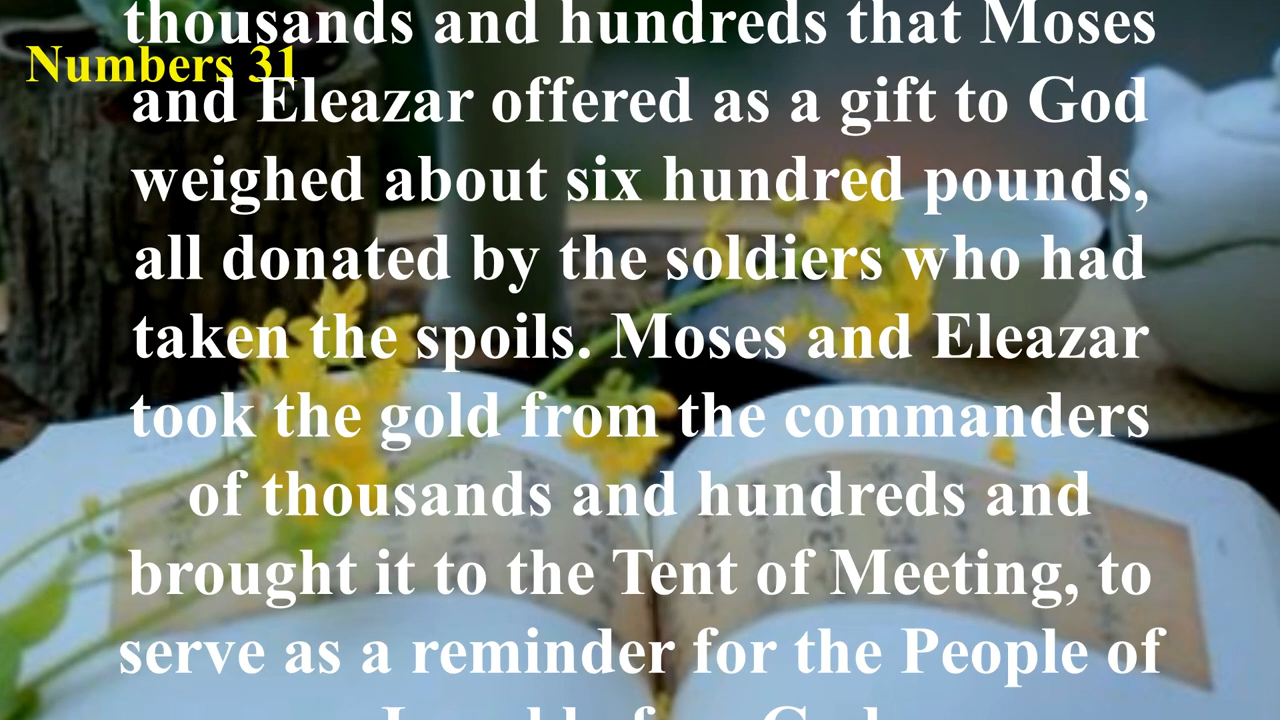 thousands and hundreds that Moses
Numbers 31
and Eleazar offered as a gift to God
weighed about six hundred pounds,
all donated by the soldiers who had
taken the spoils. Moses and Eleazar
took the gold from the commanders
of thousands and hundreds and
brought it to the Tent of Meeting, to
serve as a reminder for the People of